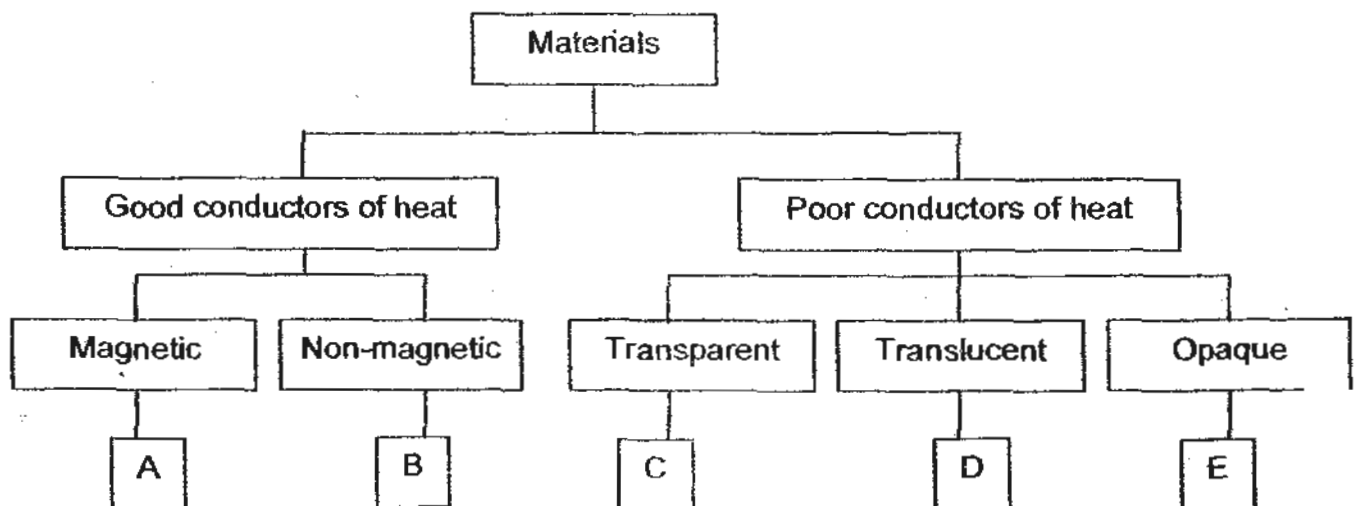 Materials
Good conductors of heat
Poor conductors of heat
Magnetic
Non-magnetic
Transparent
Translucent
Opaque
A
B
C
D
E